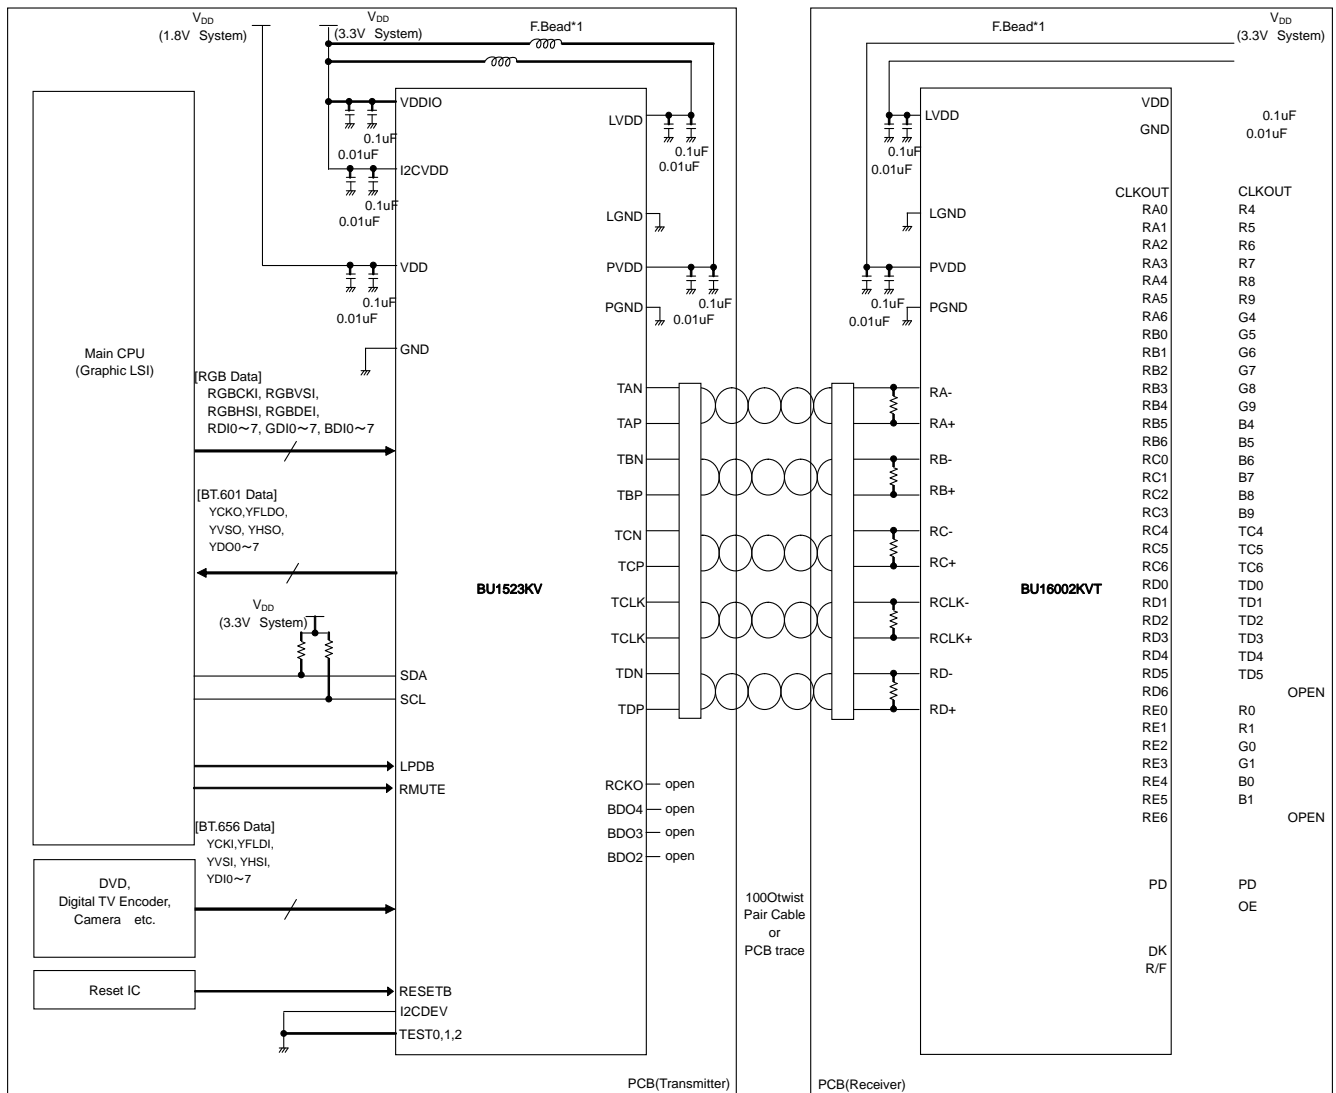 VDD
(1.8V System)
VDD
(3.3V System)
F.Bead*1
F.Bead*1
VDD
(3.3V System)
Main CPU
(Graphic LSI)
[RGB Data]
RGBCKI, RGBVSI,
RGBHSI, RGBDEI,
RDI0~7, GDI0~7, BDI0~7
[BT.601 Data]
YCKO,YFLDO,
YVSO, YHSO,
YDO0~7
VDD
(3.3V System)
[BT.656 Data]
YCKI,YFLDI,
YVSI, YHSI,
YDI0~7
DVD,
Digital TV Encoder,
Camera etc.
Reset IC
0.1uF
0.01uF
0.1uF
0.01uF
0.1uF
0.01uF
VDDIO
I2CVDD
VDD
GND
SDA
SCL
LPDB
RMUTE
RESETB
I2CDEV
TEST0,1,2
BU1523KV
LVDD
LGND
PVDD
PGND
TAN
TAP
TBN
TBP
TCN
TCP
TCLK
TCLK
TDN
TDP
RCKO open
BDO4 open
BDO3 open
BDO2 open
0.1uF
0.01uF
0.1uF
0.01uF
PCB(Transmitter)
100Otwist
Pair Cable
or
PCB trace
0.1uF
0.01uF
0.1uF
0.01uF
LVDD
LGND
PVDD
PGND
RA-
RA+
RB-
RB+
RC-
RC+
RCLK-
RCLK+
RD-
RD+
BU16002KVT
VDD
GND
0.1uF
0.01uF
CLKOUT CLKOUT
RA0 R4
RA1 R5
RA2 R6
RA3 R7
RA4 R8
RA5 R9
RA6 G4
RB0 G5
RB1 G6
RB2 G7
RB3 G8
RB4 G9
RB5 B4
RB6 B5
RC0 B6
RC1 B7
RC2 B8
RC3 B9
RC4 TC4
RC5 TC5
RC6 TC6
RD0 TD0
RD1 TD1
RD2 TD2
RD3 TD3
RD4 TD4
RD5 TD5
RD6 OPEN
RE0 R0
RE1 R1
RE2 G0
RE3 G1
RE4 B0
RE5 B1
RE6 OPEN
PD PD
OE
DK
R/F
PCB(Receiver)